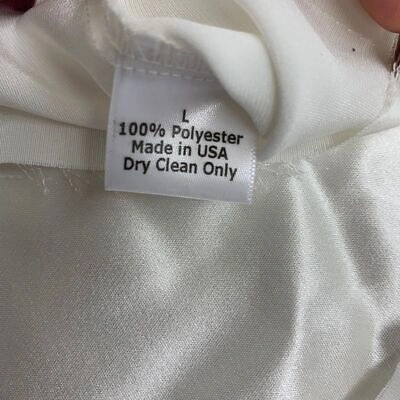 L
100% Polyester
Made in USA
Dry Clean Only